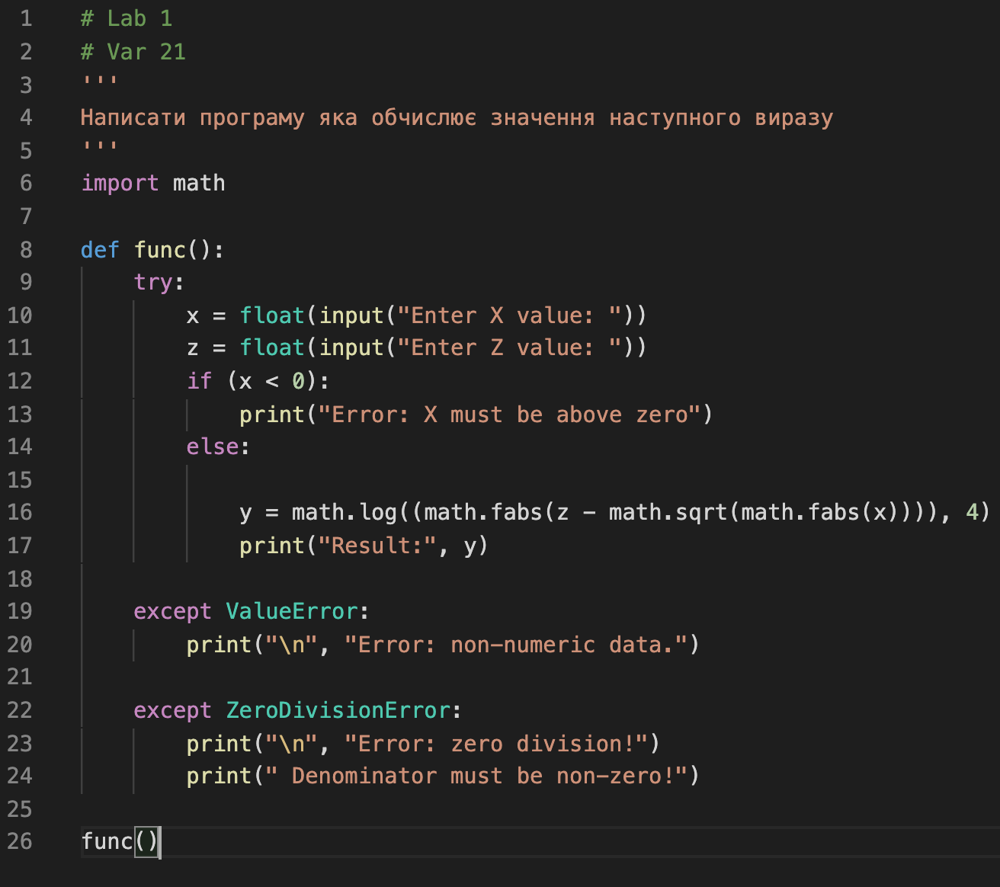 1 # Lab 1
2 # Var 21
3 '''
4 Написати програму яка обчислює значення наступного виразу
5 '''
6 import math
7
8 def func():
9     try:
10         x = float(input("Enter X value: "))
11         z = float(input("Enter Z value: "))
12         if (x < 0):
13             print("Error: X must be above zero")
14         else:
15
16             y = math.log((math.fabs(z - math.sqrt(math.fabs(x)))), 4)
17             print("Result:", y)
18
19     except ValueError:
20         print("\n", "Error: non-numeric data.")
21
22     except ZeroDivisionError:
23         print("\n", "Error: zero division!")
24         print(" Denominator must be non-zero!")
25
26 func()